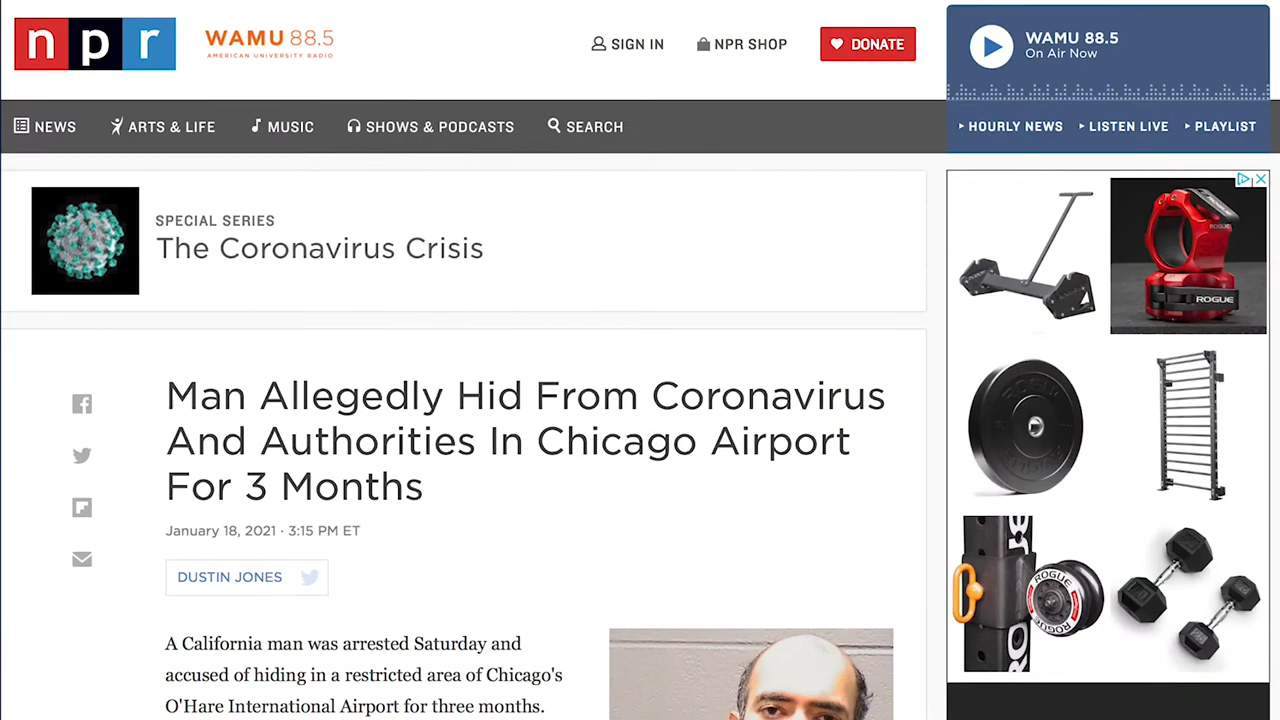 npr
WAMU 88.5
AMERICAN UNIVERSITY RADIO
SIGN IN
NPR SHOP
DONATE
WAMU 88.5
On Air Now
NEWS
ARTS & LIFE
MUSIC
SHOWS & PODCASTS
SEARCH
HOURLY NEWS
LISTEN LIVE
PLAYLIST
SPECIAL SERIES
The Coronavirus Crisis
ROGUE
ROGUE
ROGUE
Man Allegedly Hid From Coronavirus
And Authorities In Chicago Airport
For 3 Months
January 18, 2021 · 3:15 PM ET
DUSTIN JONES
ROGUE
ROGUE
A California man was arrested Saturday and
accused of hiding in a restricted area of Chicago's
O'Hare International Airport for three months.